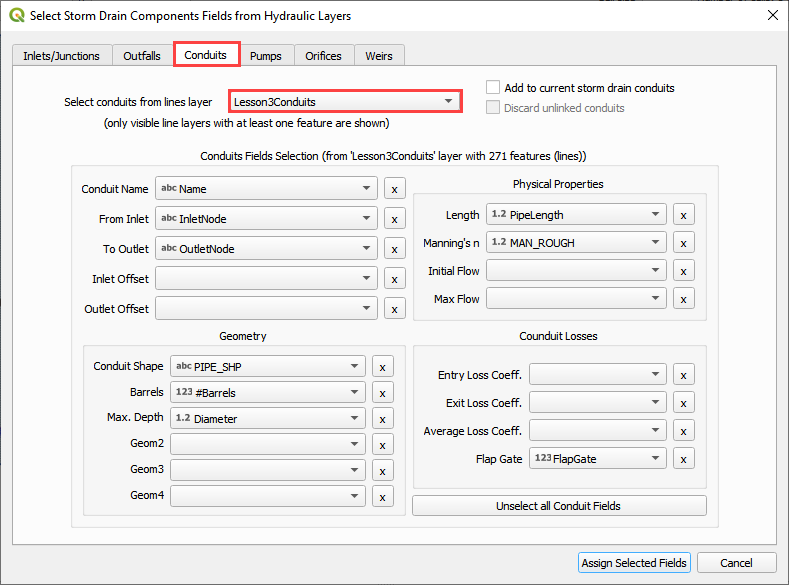 Select Storm Drain Components Fields from Hydraulic Layers
Inlets/Junctions Outfalls Conduits Pumps Orifices Weirs
Select conduits from lines layer Lesson3Conduits
(only visible line layers with at least one feature are shown)
Add to current storm drain conduits
Discard unlinked conduits
Conduits Fields Selection (from 'Lesson3Conduits' layer with 271 features (lines))
Conduit Name abc Name x
From Inlet abc InletNode x
To Outlet abc OutletNode x
Inlet Offset x
Outlet Offset x
Physical Properties
Length 1.2 PipeLength x
Manning's n 1.2 MAN_ROUGH x
Initial Flow x
Max Flow x
Geometry
Conduit Shape abc PIPE_SHP x
Barrels 123 #Barrels x
Max. Depth 1.2 Diameter x
Geom2 x
Geom3 x
Geom4 x
Counduit Losses
Entry Loss Coeff. x
Exit Loss Coeff. x
Average Loss Coeff. x
Flap Gate 123 FlapGate x
Unselect all Conduit Fields
Assign Selected Fields Cancel